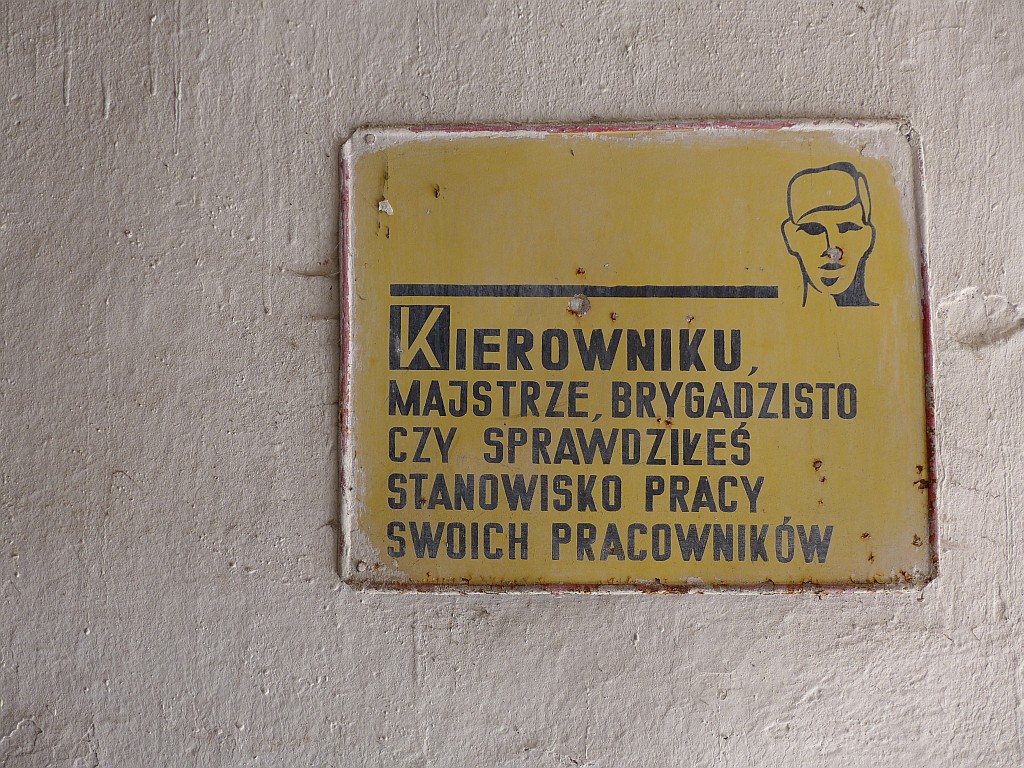 KIEROWNIKU,
MAJSTRZE, BRYGADZISTO
CZY SPRAWDZIŁEŚ
STANOWISKO PRACY
SWOICH PRACOWNIKÓW